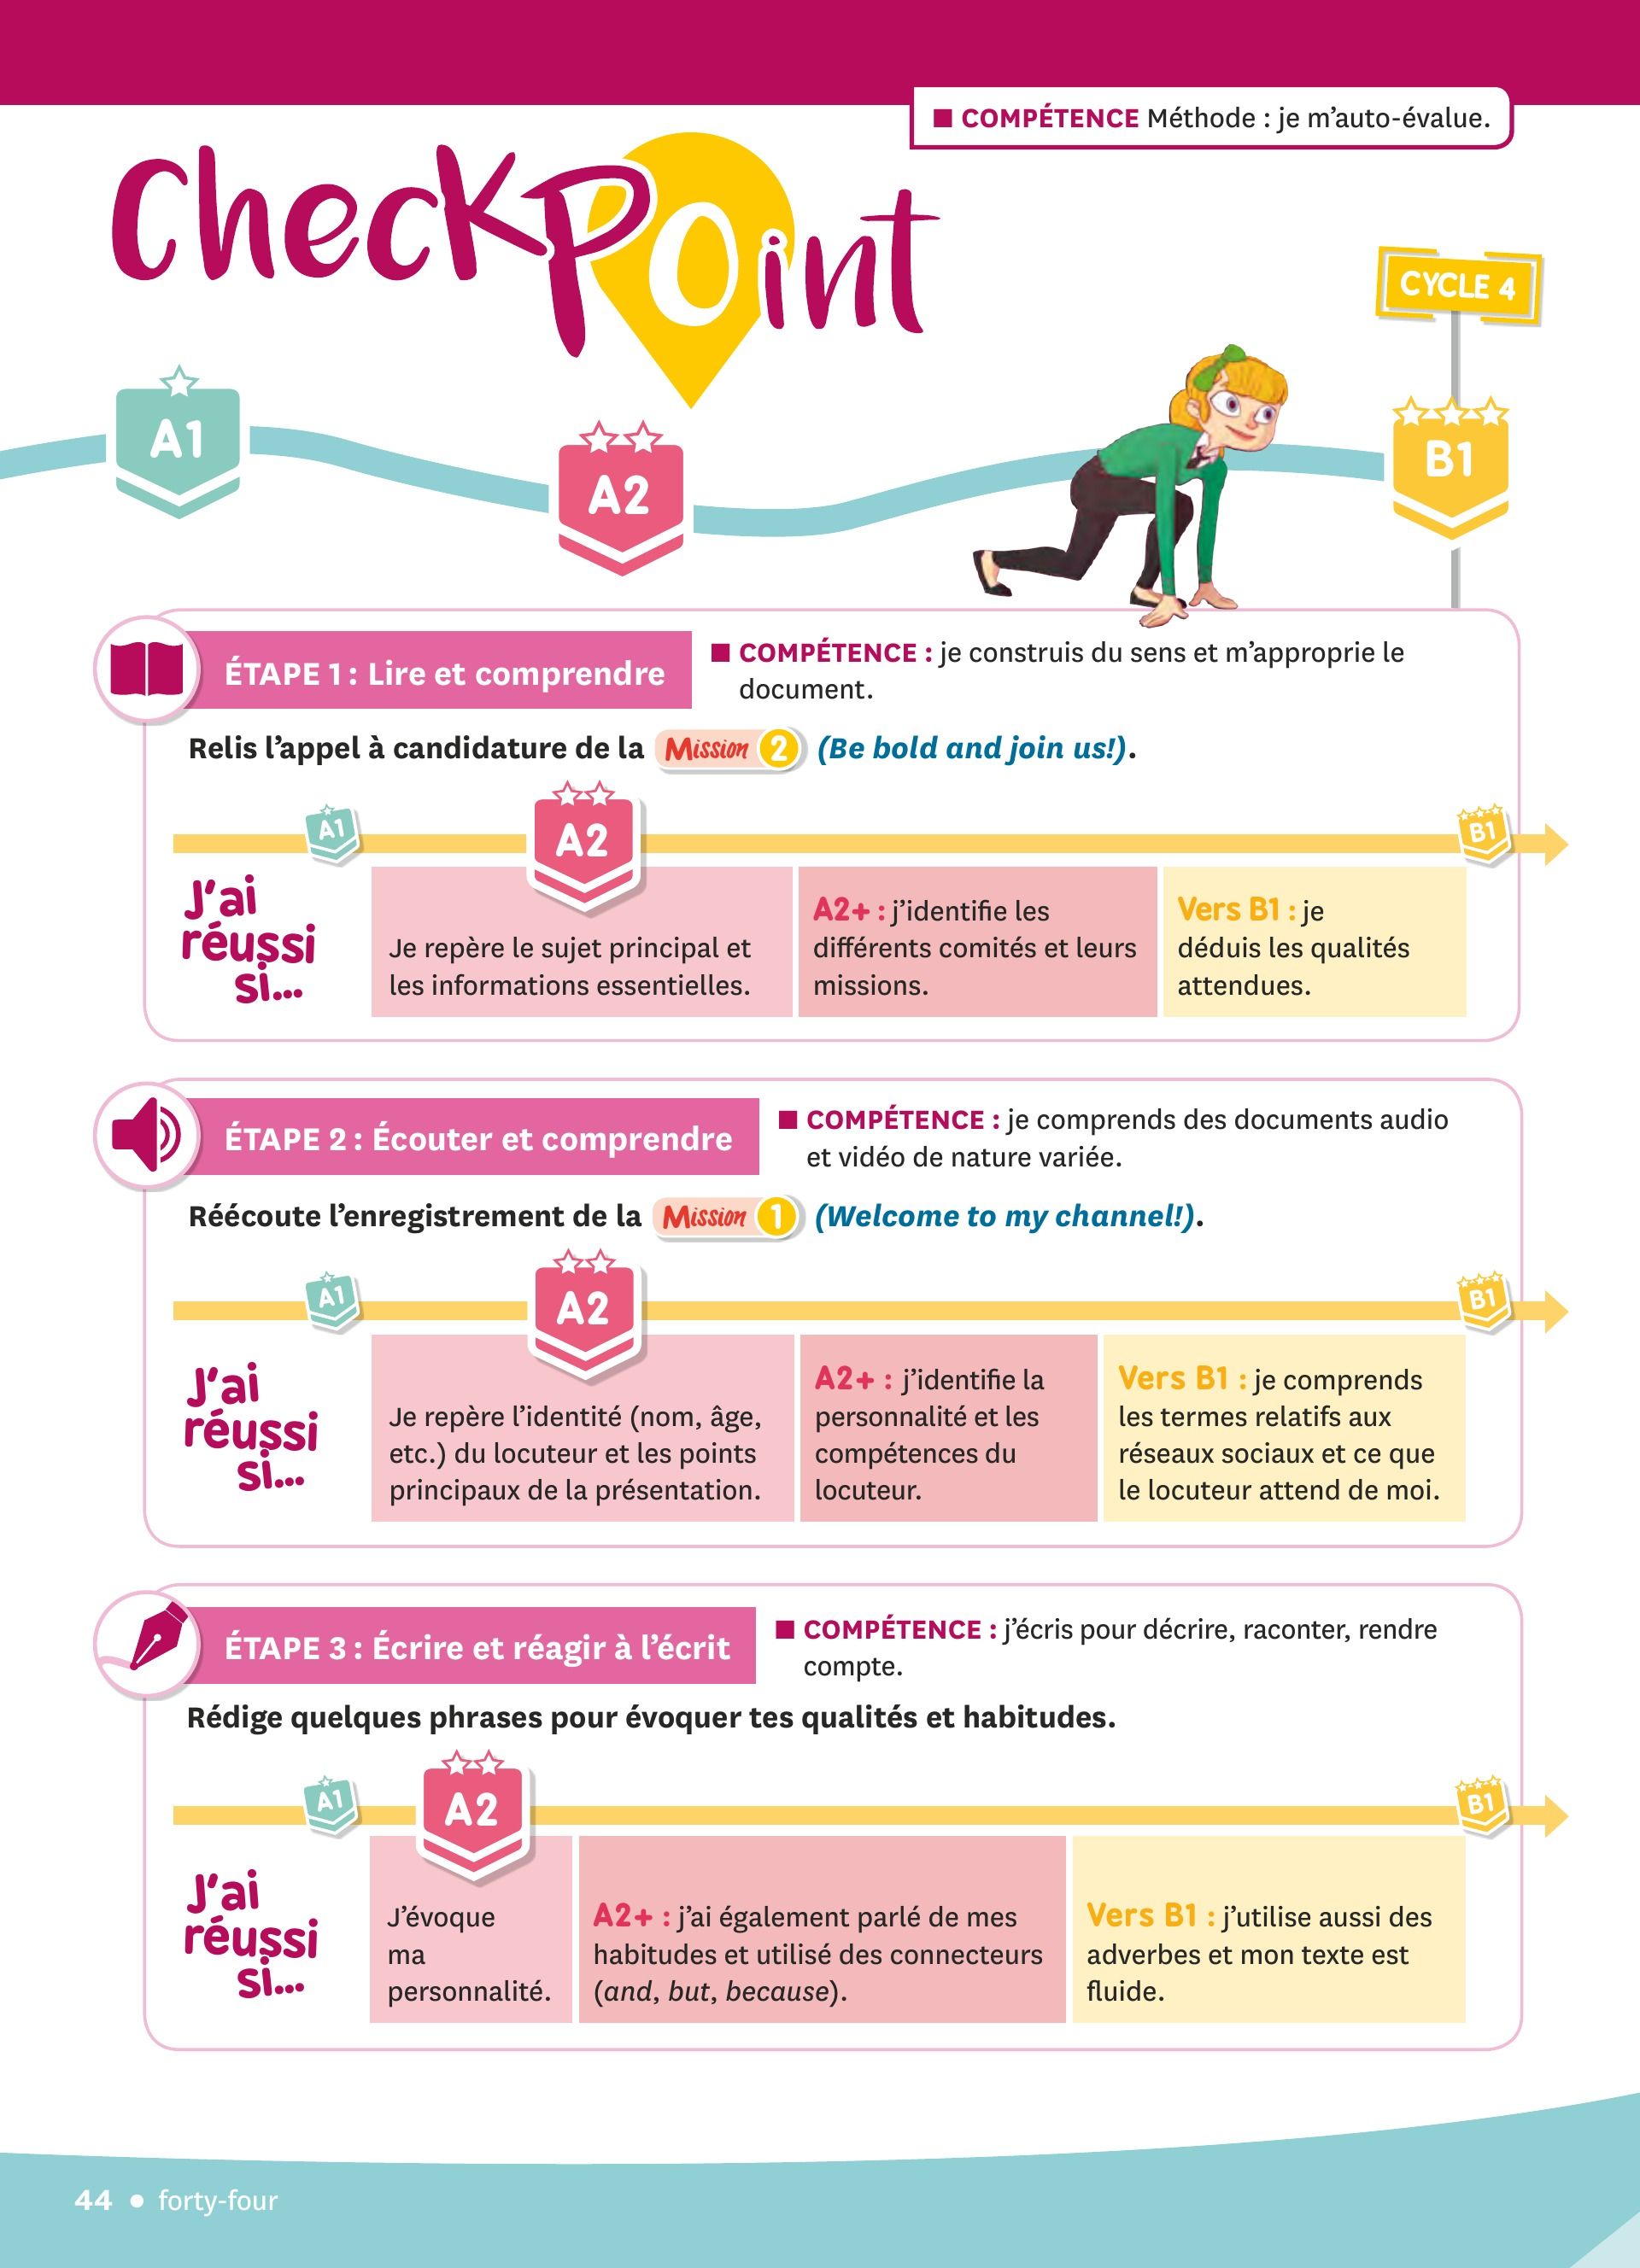 ■ COMPÉTENCE Méthode : je m’auto-évalue.
CheckPoint
CYCLE 4
A1
A2
B1
ÉTAPE 1 : Lire et comprendre
■ COMPÉTENCE : je construis du sens et m’approprie le
document.
Relis l’appel à candidature de la Mission 2 (Be bold and join us!).
A1
A2
B1
J’ai
réussi
si...
Je repère le sujet principal et
les informations essentielles.
A2+ : j’identifie les
différents comités et leurs
missions.
Vers B1 : je
déduis les qualités
attendues.
ÉTAPE 2 : Écouter et comprendre
■ COMPÉTENCE : je comprends des documents audio
et vidéo de nature variée.
Réécoute l’enregistrement de la Mission 1 (Welcome to my channel!).
A1
A2
B1
J’ai
réussi
si...
Je repère l’identité (nom, âge,
etc.) du locuteur et les points
principaux de la présentation.
A2+ : j’identifie la
personnalité et les
compétences du
locuteur.
Vers B1 : je comprends
les termes relatifs aux
réseaux sociaux et ce que
le locuteur attend de moi.
ÉTAPE 3 : Écrire et réagir à l’écrit
■ COMPÉTENCE : j’écris pour décrire, raconter, rendre
compte.
Rédige quelques phrases pour évoquer tes qualités et habitudes.
A1
A2
B1
J’ai
réussi
si...
J’évoque
ma
personnalité.
A2+ : j’ai également parlé de mes
habitudes et utilisé des connecteurs
(and, but, because).
Vers B1 : j’utilise aussi des
adverbes et mon texte est
fluide.
44 • forty-four